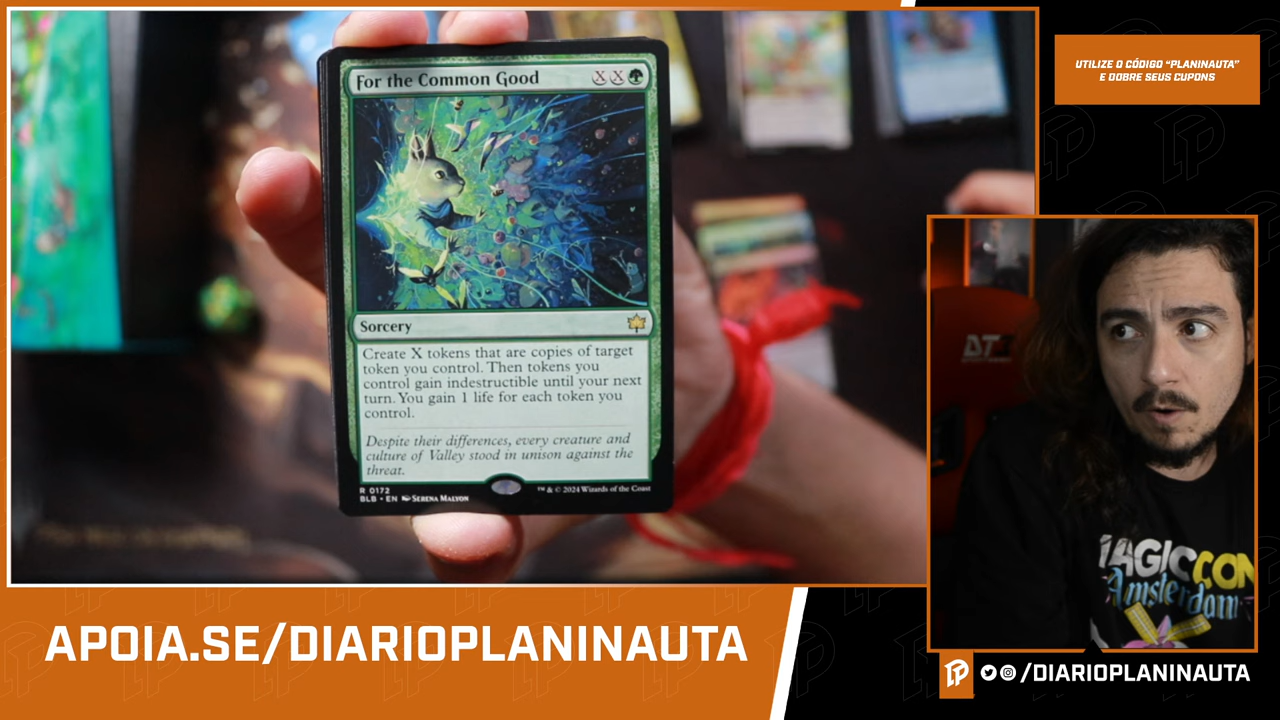 For the Common Good
XX
Sorcery
Create X tokens that are copies of target
token you control. Then tokens you
control gain indestructible until your next
turn. You gain 1 life for each token you
control.
Despite their differences, every creature and
culture of Valley stood in unison against the
threat.
R 0172
BLB • EN SERENA MALYON
™ & © 2024 Wizards of the Coast
UTILIZE O CÓDIGO “PLANINAUTA”
E DOBRE SEUS CUPONS
MAGICCON
Amsterdam
APOIA.SE/DIARIOPLANINAUTA
/DIARIOPLANINAUTA